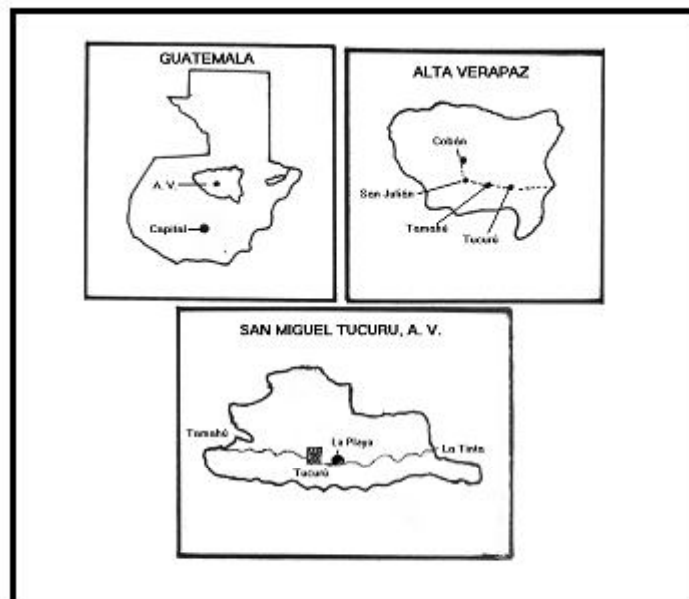 GUATEMALA
A. V.
Capital
ALTA VERAPAZ
Cobán
San Julián
Tamahú
Tucurú
SAN MIGUEL TUCURU, A. V.
Tamahú
La Playa
La Tinta
Tucurú